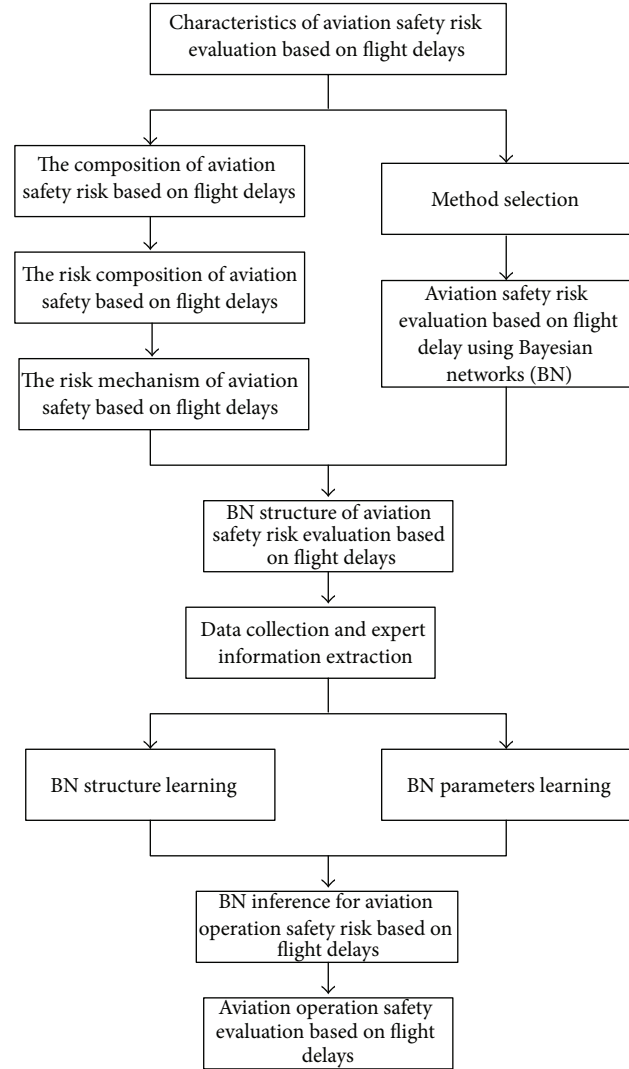 Characteristics of aviation safety risk
evaluation based on flight delays
The composition of aviation
safety risk based on flight delays
Method selection
The risk composition of aviation
safety based on flight delays
Aviation safety risk
evaluation based on flight
delay using Bayesian
networks (BN)
The risk mechanism of aviation
safety based on flight delays
BN structure of aviation
safety risk evaluation based
on flight delays
Data collection and expert
information extraction
BN structure learning
BN parameters learning
BN inference for aviation
operation safety risk based on
flight delays
Aviation operation safety
evaluation based on flight
delays